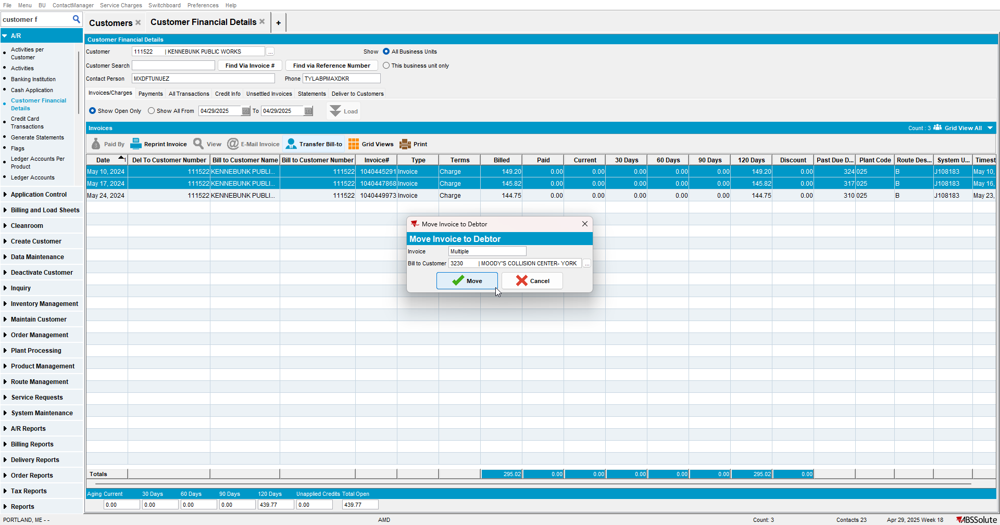 File Menu BU ContactManager Service Charges Switchboard Preferences Help
customer f
Customers
Customer Financial Details
+
A/R
Activities per
Customer
Activities
Banking Institution
Cash Application
Customer Financial
Details
Credit Card
Transactions
Generate Statements
Flags
Ledger Accounts Per
Product
Ledger Accounts
Application Control
Billing and Load Sheets
Cleanroom
Create Customer
Data Maintenance
Deactivate Customer
Inquiry
Inventory Management
Maintain Customer
Order Management
Plant Processing
Product Management
Route Management
Service Requests
System Maintenance
A/R Reports
Billing Reports
Delivery Reports
Order Reports
Tax Reports
Reports
Customer Financial Details
Customer 111522 | KENNEBUNK PUBLIC WORKS ... Show All Business Units
Customer Search Find Via Invoice # Find via Reference Number This business unit only
Contact Person MXDFTUNUEZ Phone TYLABPMAXDKR
Invoices/Charges Payments All Transactions Credit Info Unsettled Invoices Statements Deliver to Customers
Show Open Only Show All From 04/29/2025 16 To 04/29/2025 16 Load
Invoices Count : 3 Grid View All
Paid By Reprint Invoice View E-Mail Invoice Transfer Bill-to Grid Views Print
Date 1 Del To Customer Number Bill to Customer Name Bill to Customer Number Invoice# Type Terms Billed Paid Current 30 Days 60 Days 90 Days 120 Days Discount Past Due D... Plant Code Route Des... System U... Timest
May 10, 2024 111522 KENNEBUNK PUBLI... 111522 1040445291 Invoice Charge 149.20 0.00 0.00 0.00 0.00 0.00 149.20 0.00 324 025 B J108183 May 10,
May 17, 2024 111522 KENNEBUNK PUBLI... 111522 1040447868 Invoice Charge 145.82 0.00 0.00 0.00 0.00 0.00 145.82 0.00 317 025 B J108183 May 16,
May 24, 2024 111522 KENNEBUNK PUBLI... 111522 1040449973 Invoice Charge 144.75 0.00 0.00 0.00 0.00 0.00 144.75 0.00 310 025 B J108183 May 23,
Move Invoice to Debtor
Move Invoice to Debtor
Invoice Multiple
Bill to Customer 3230 | MOODY'S COLLISION CENTER- YORK ...
Move Cancel
Totals 295.02 0.00 0.00 0.00 0.00 0.00 295.02 0.00
Aging Current 30 Days 60 Days 90 Days 120 Days Unapplied Credits Total Open
0.00 0.00 0.00 0.00 439.77 0.00 439.77
PORTLAND, ME - - AMD Count: 3 Contacts 23 Apr 29, 2025 Week 18 ABSSolute